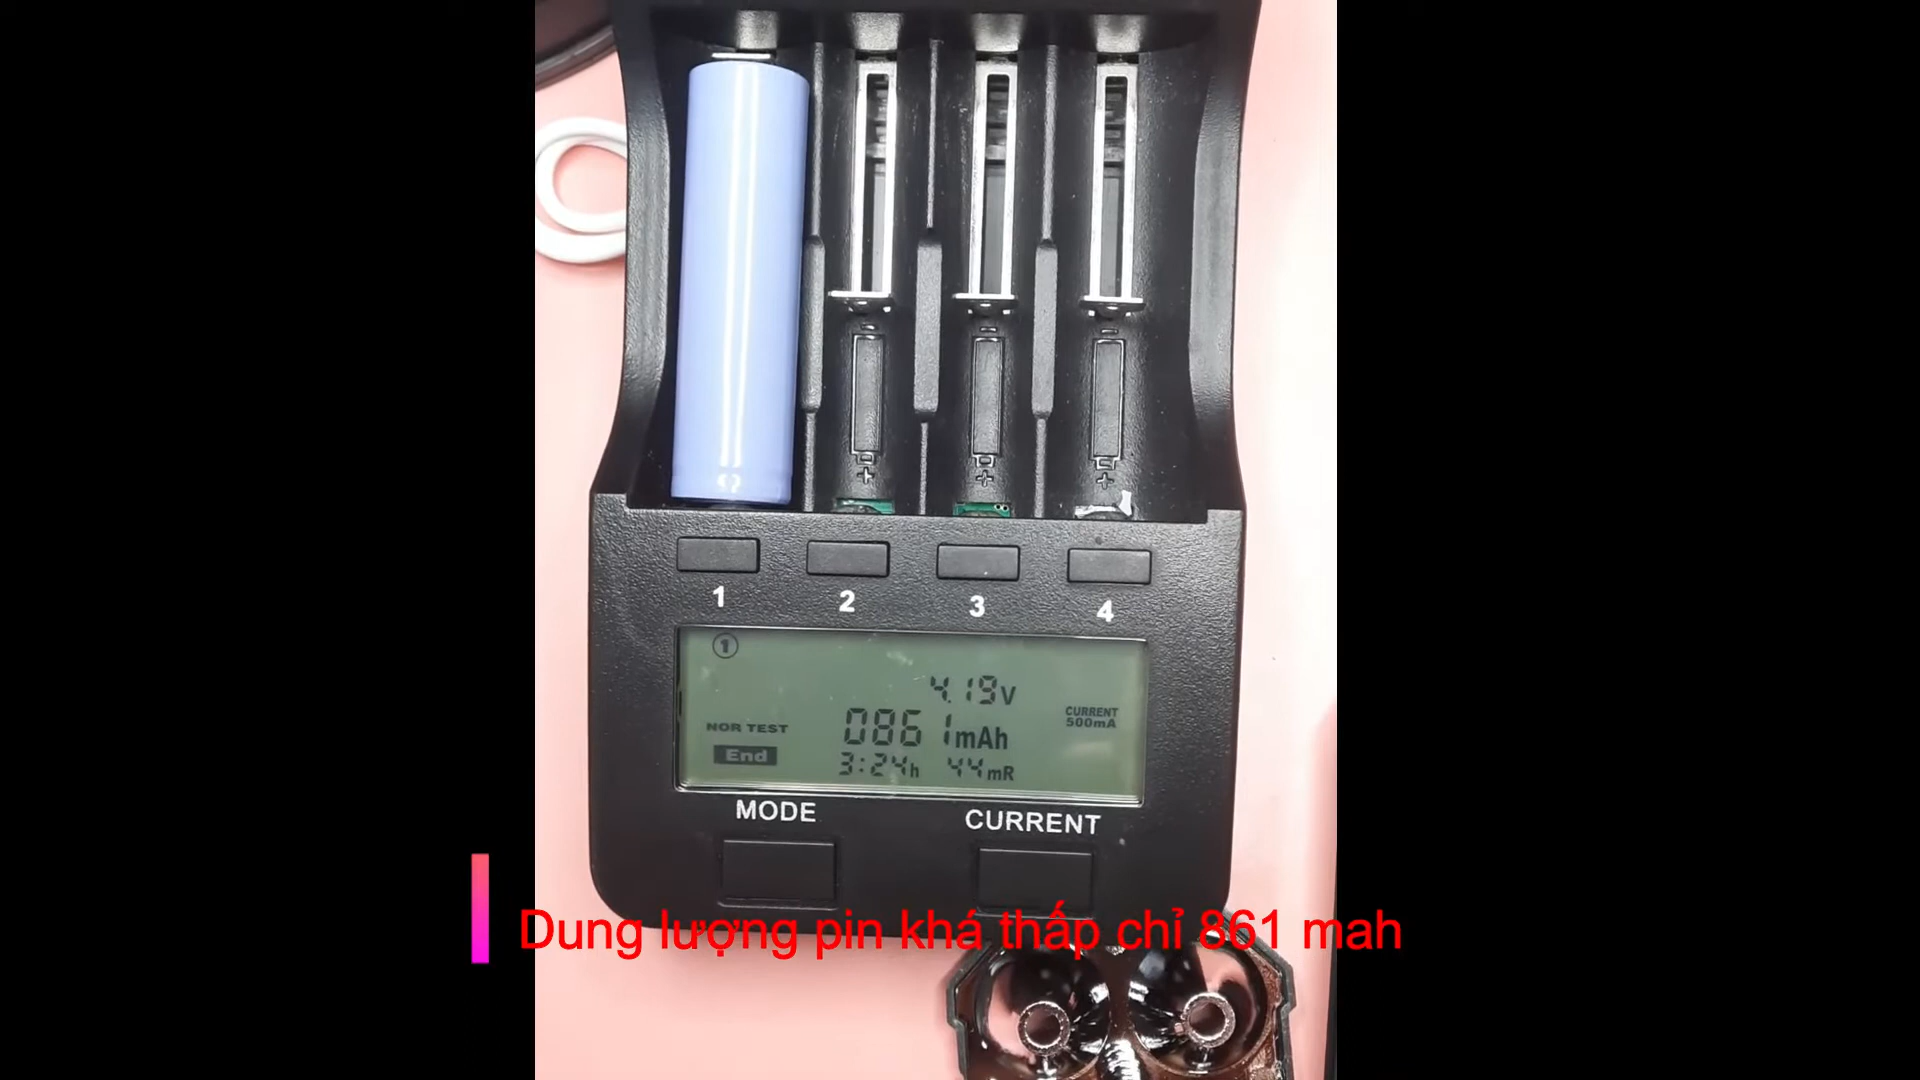 1 2 3 4
①
4.19V
NOR TEST 0861mAh CURRENT 500mA
End 3:24h 44mR
MODE CURRENT
Dung lượng pin khá thấp chỉ 861 mah